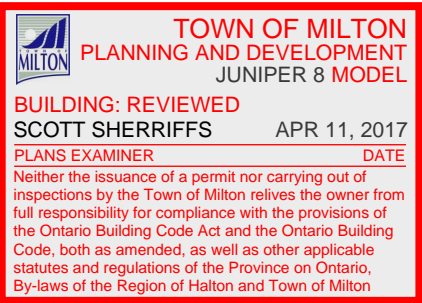 TOWN OF MILTON
PLANNING AND DEVELOPMENT
JUNIPER 8 MODEL
TOWN OF
MILTON
BUILDING: REVIEWED
SCOTT SHERRIFFS APR 11, 2017
PLANS EXAMINER DATE
Neither the issuance of a permit nor carrying out of
inspections by the Town of Milton relives the owner from
full responsibility for compliance with the provisions of
the Ontario Building Code Act and the Ontario Building
Code, both as amended, as well as other applicable
statutes and regulations of the Province on Ontario,
By-laws of the Region of Halton and Town of Milton